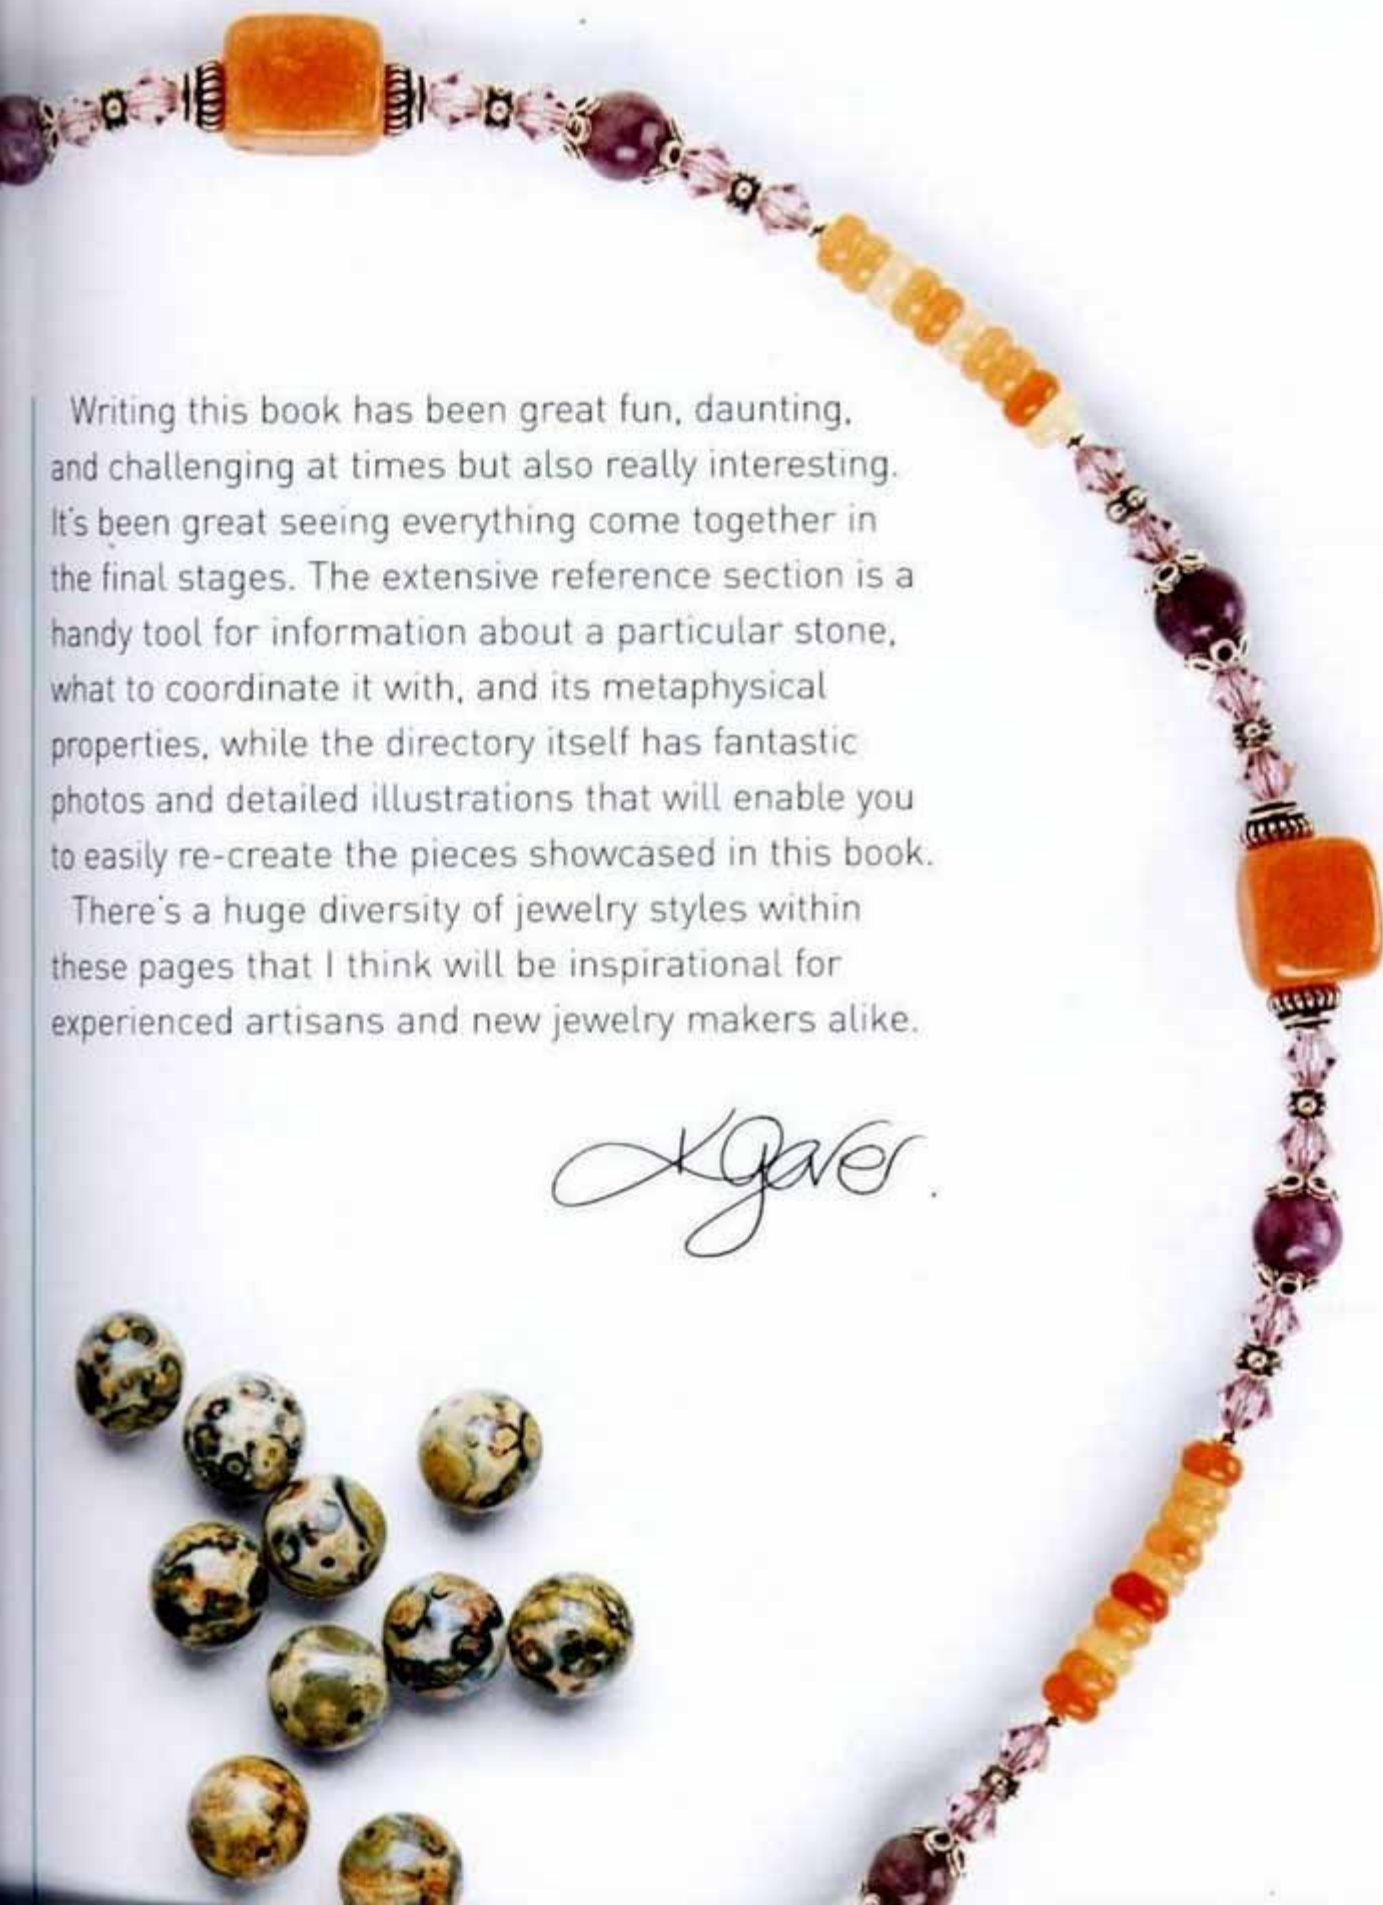 Writing this book has been great fun, daunting,
and challenging at times but also really interesting.
It's been great seeing everything come together in
the final stages. The extensive reference section is a
handy tool for information about a particular stone,
what to coordinate it with, and its metaphysical
properties, while the directory itself has fantastic
photos and detailed illustrations that will enable you
to easily re-create the pieces showcased in this book.
There's a huge diversity of jewelry styles within
these pages that I think will be inspirational for
experienced artisans and new jewelry makers alike.